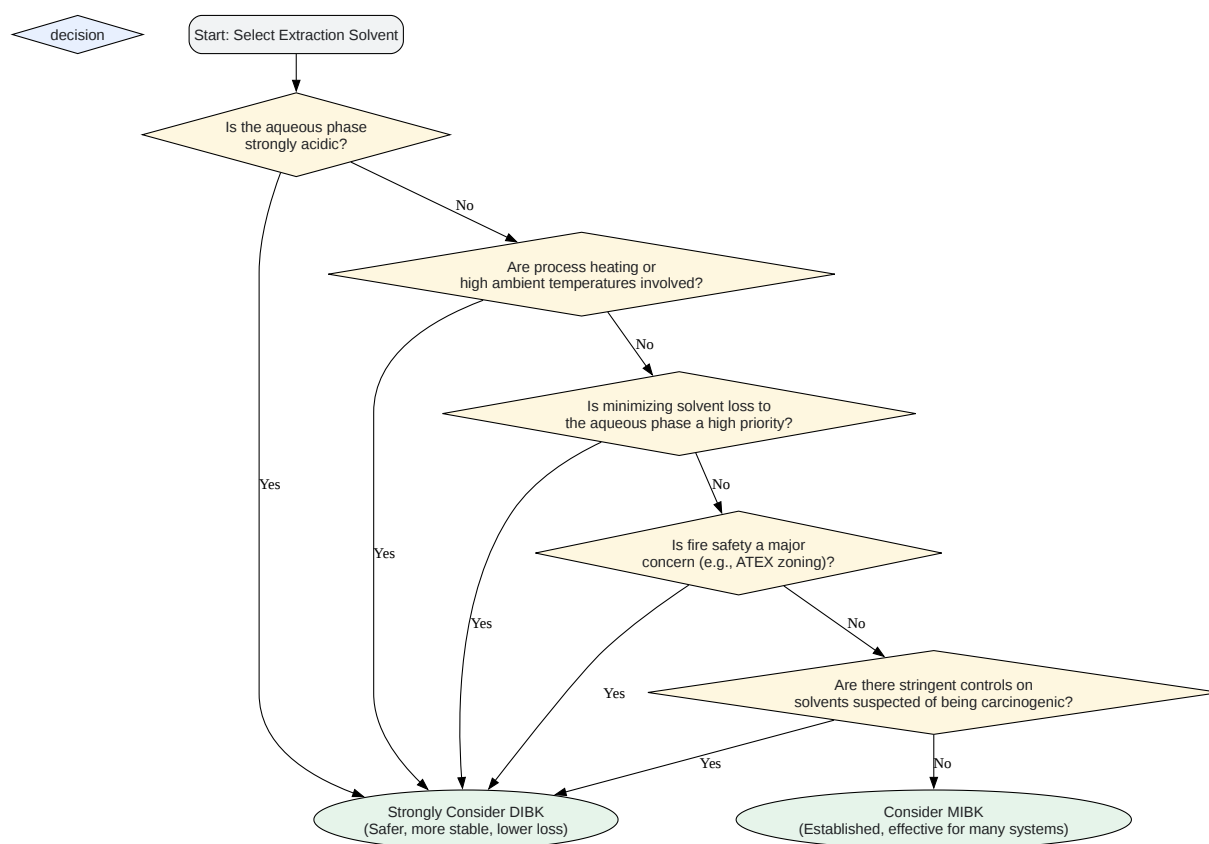 decision
Start: Select Extraction Solvent
Is the aqueous phase
strongly acidic?
No
Are process heating or
high ambient temperatures involved?
No
Is minimizing solvent loss to
the aqueous phase a high priority?
Yes
No
Is fire safety a major
concern (e.g., ATEX zoning)?
Yes
Yes
No
Yes
Are there stringent controls on
solvents suspected of being carcinogenic?
Yes
No
Strongly Consider DIBK
(Safer, more stable, lower loss)
Consider MIBK
(Established, effective for many systems)